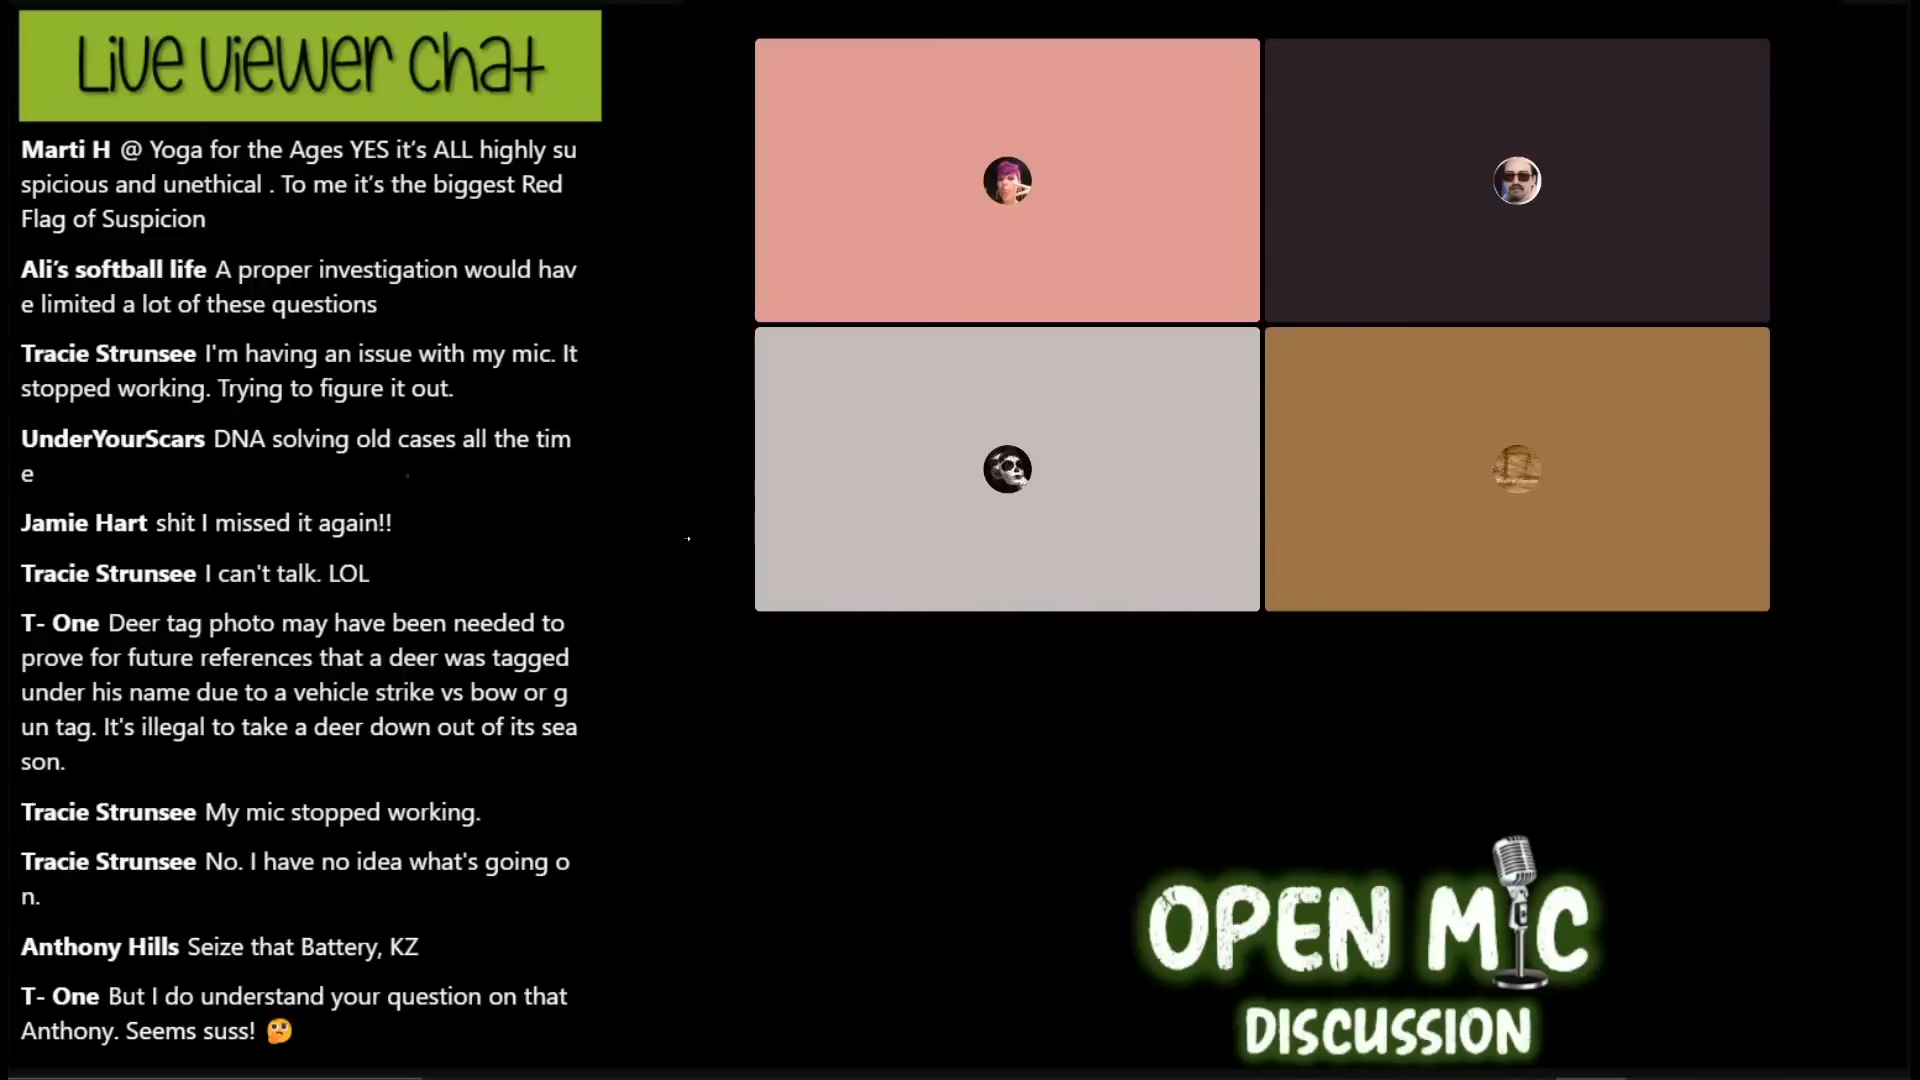 Live Viewer Chat
Marti H @ Yoga for the Ages YES it’s ALL highly su
spicious and unethical . To me it’s the biggest Red
Flag of Suspicion
Ali’s softball life A proper investigation would hav
e limited a lot of these questions
Tracie Strunsee I'm having an issue with my mic. It
stopped working. Trying to figure it out.
UnderYourScars DNA solving old cases all the tim
e
Jamie Hart shit I missed it again!!
Tracie Strunsee I can't talk. LOL
T- One Deer tag photo may have been needed to
prove for future references that a deer was tagged
under his name due to a vehicle strike vs bow or g
un tag. It's illegal to take a deer down out of its sea
son.
Tracie Strunsee My mic stopped working.
Tracie Strunsee No. I have no idea what's going o
n.
Anthony Hills Seize that Battery, KZ
T- One But I do understand your question on that
Anthony. Seems suss! 🤔
OPEN MIC
DISCUSSION